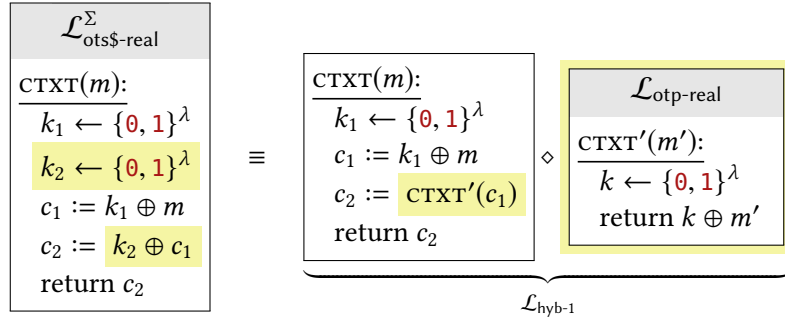 ℒ^Σ_ots$-real
CTXT(m):
k₁ ← {0, 1}^λ
k₂ ← {0, 1}^λ
c₁ := k₁ ⊕ m
c₂ := k₂ ⊕ c₁
return c₂
≡
CTXT(m):
k₁ ← {0, 1}^λ
c₁ := k₁ ⊕ m
c₂ := CTXT′(c₁)
return c₂
⋄
ℒ_otp-real
CTXT′(m′):
k ← {0, 1}^λ
return k ⊕ m′
ℒ_hyb-1